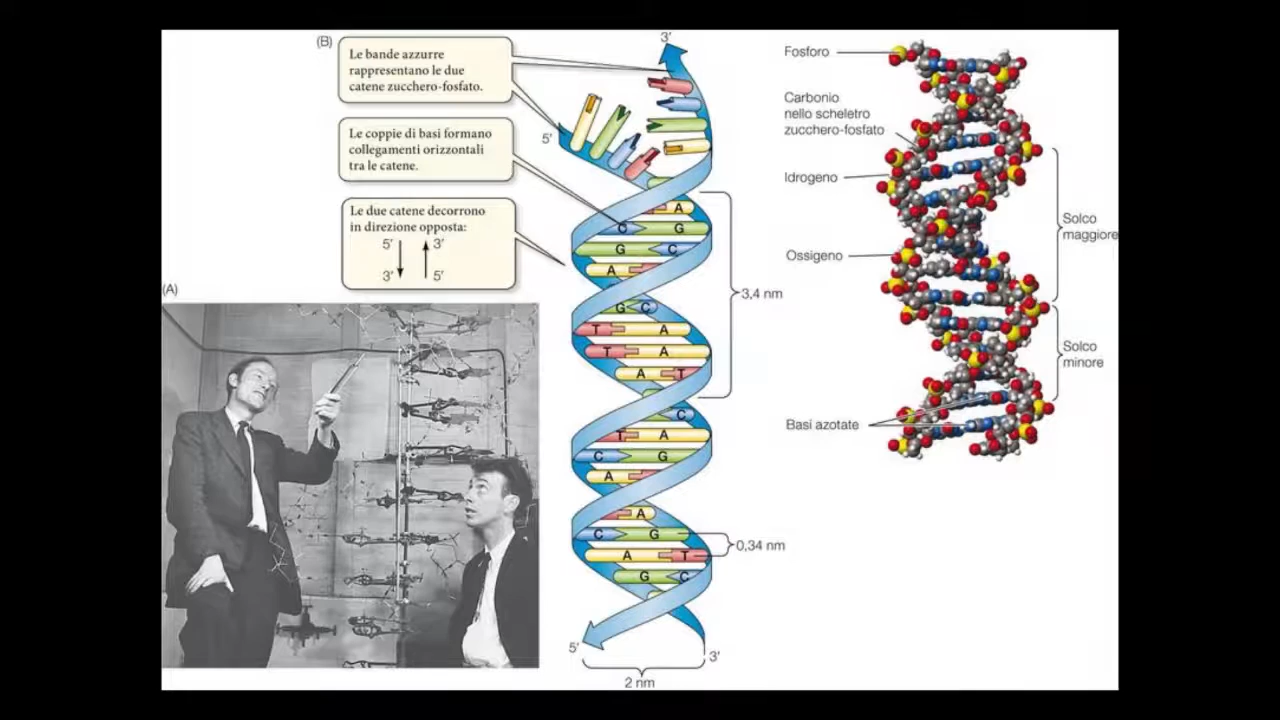 (B)
Le bande azzurre
rappresentano le due
catene zucchero-fosfato.
Le coppie di basi formano
collegamenti orizzontali
tra le catene.
Le due catene decorrono
in direzione opposta:
5′ 3′
3′ 5′
(A)
3′
5′
A
C G
G C
A
G C
T A
T A
A T
C
T A
C G
A
A
C G
A T
G C
3,4 nm
0,34 nm
5′
3′
2 nm
Fosforo
Carbonio
nello scheletro
zucchero-fosfato
Idrogeno
Ossigeno
Basi azotate
Solco
maggiore
Solco
minore